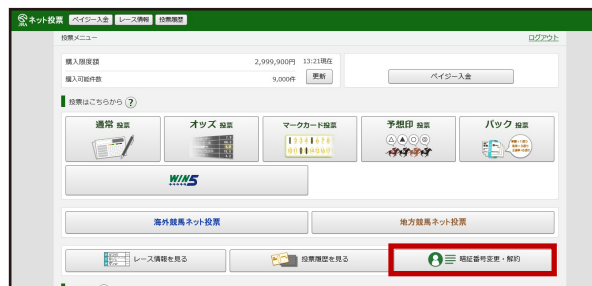 JRA ネット投票 ペイジー入金 レース情報 投票履歴
投票メニュー ログアウト
購入限度額 2,999,900円 13:21現在
購入可能件数 9,000件 更新 ペイジー入金
投票はこちらから ?
通常 投票 オッズ 投票 マークカード投票 予想印 投票 バック 投票
WIN5
海外競馬ネット投票 地方競馬ネット投票
レース情報を見る 投票履歴を見る 暗証番号変更・解約